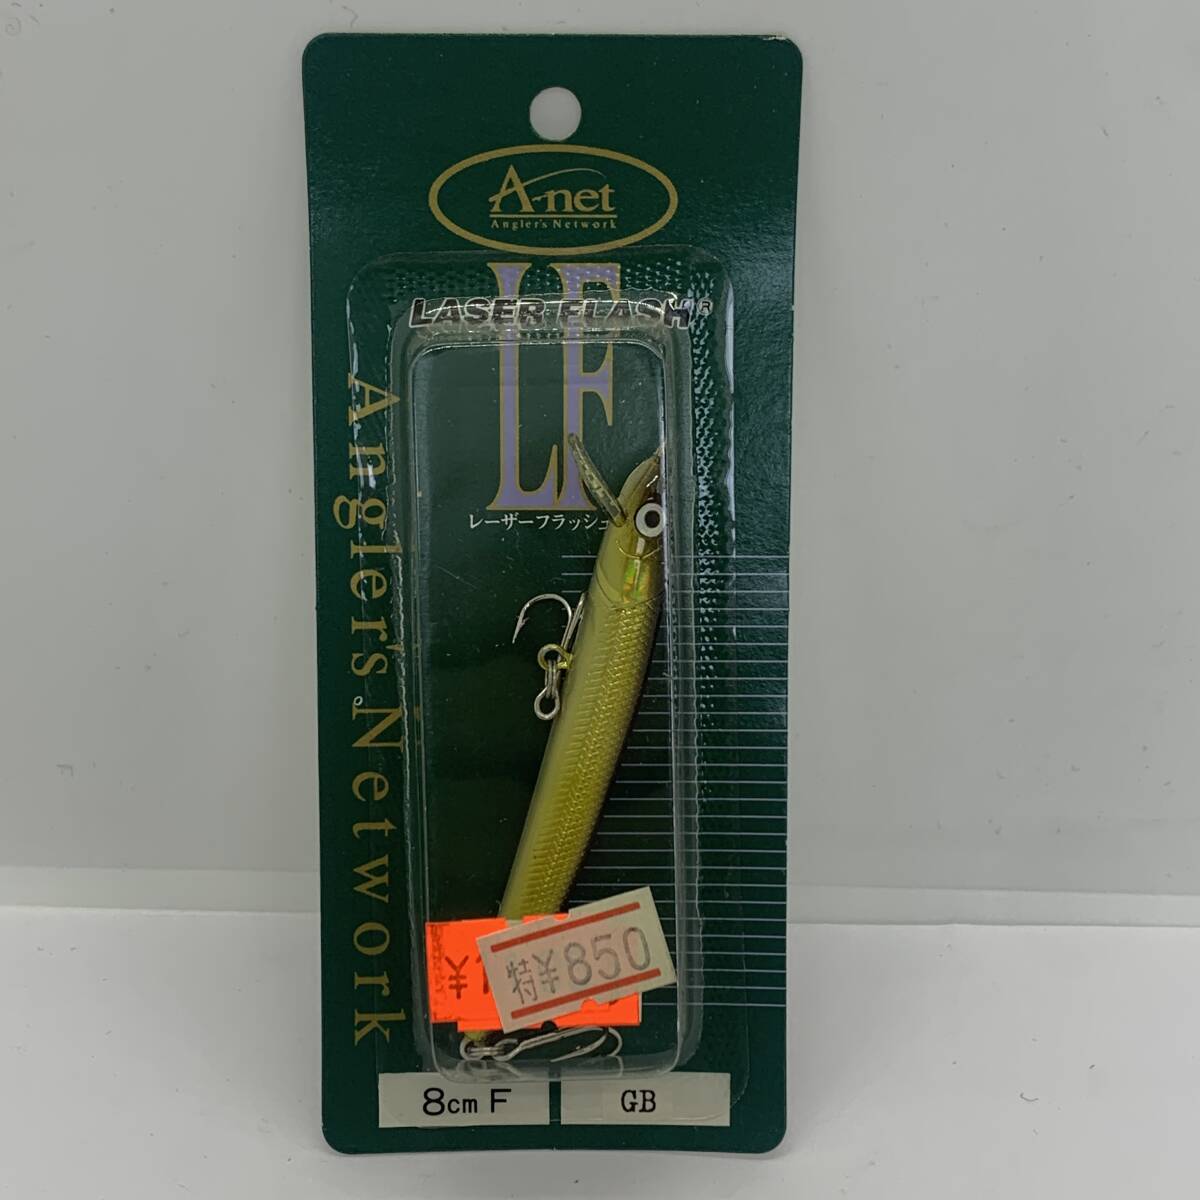 A-net
Angler's Network
LF
LASER FLASH®
レーザーフラッシュ
Angler's Network
特¥850
8cm F
GB